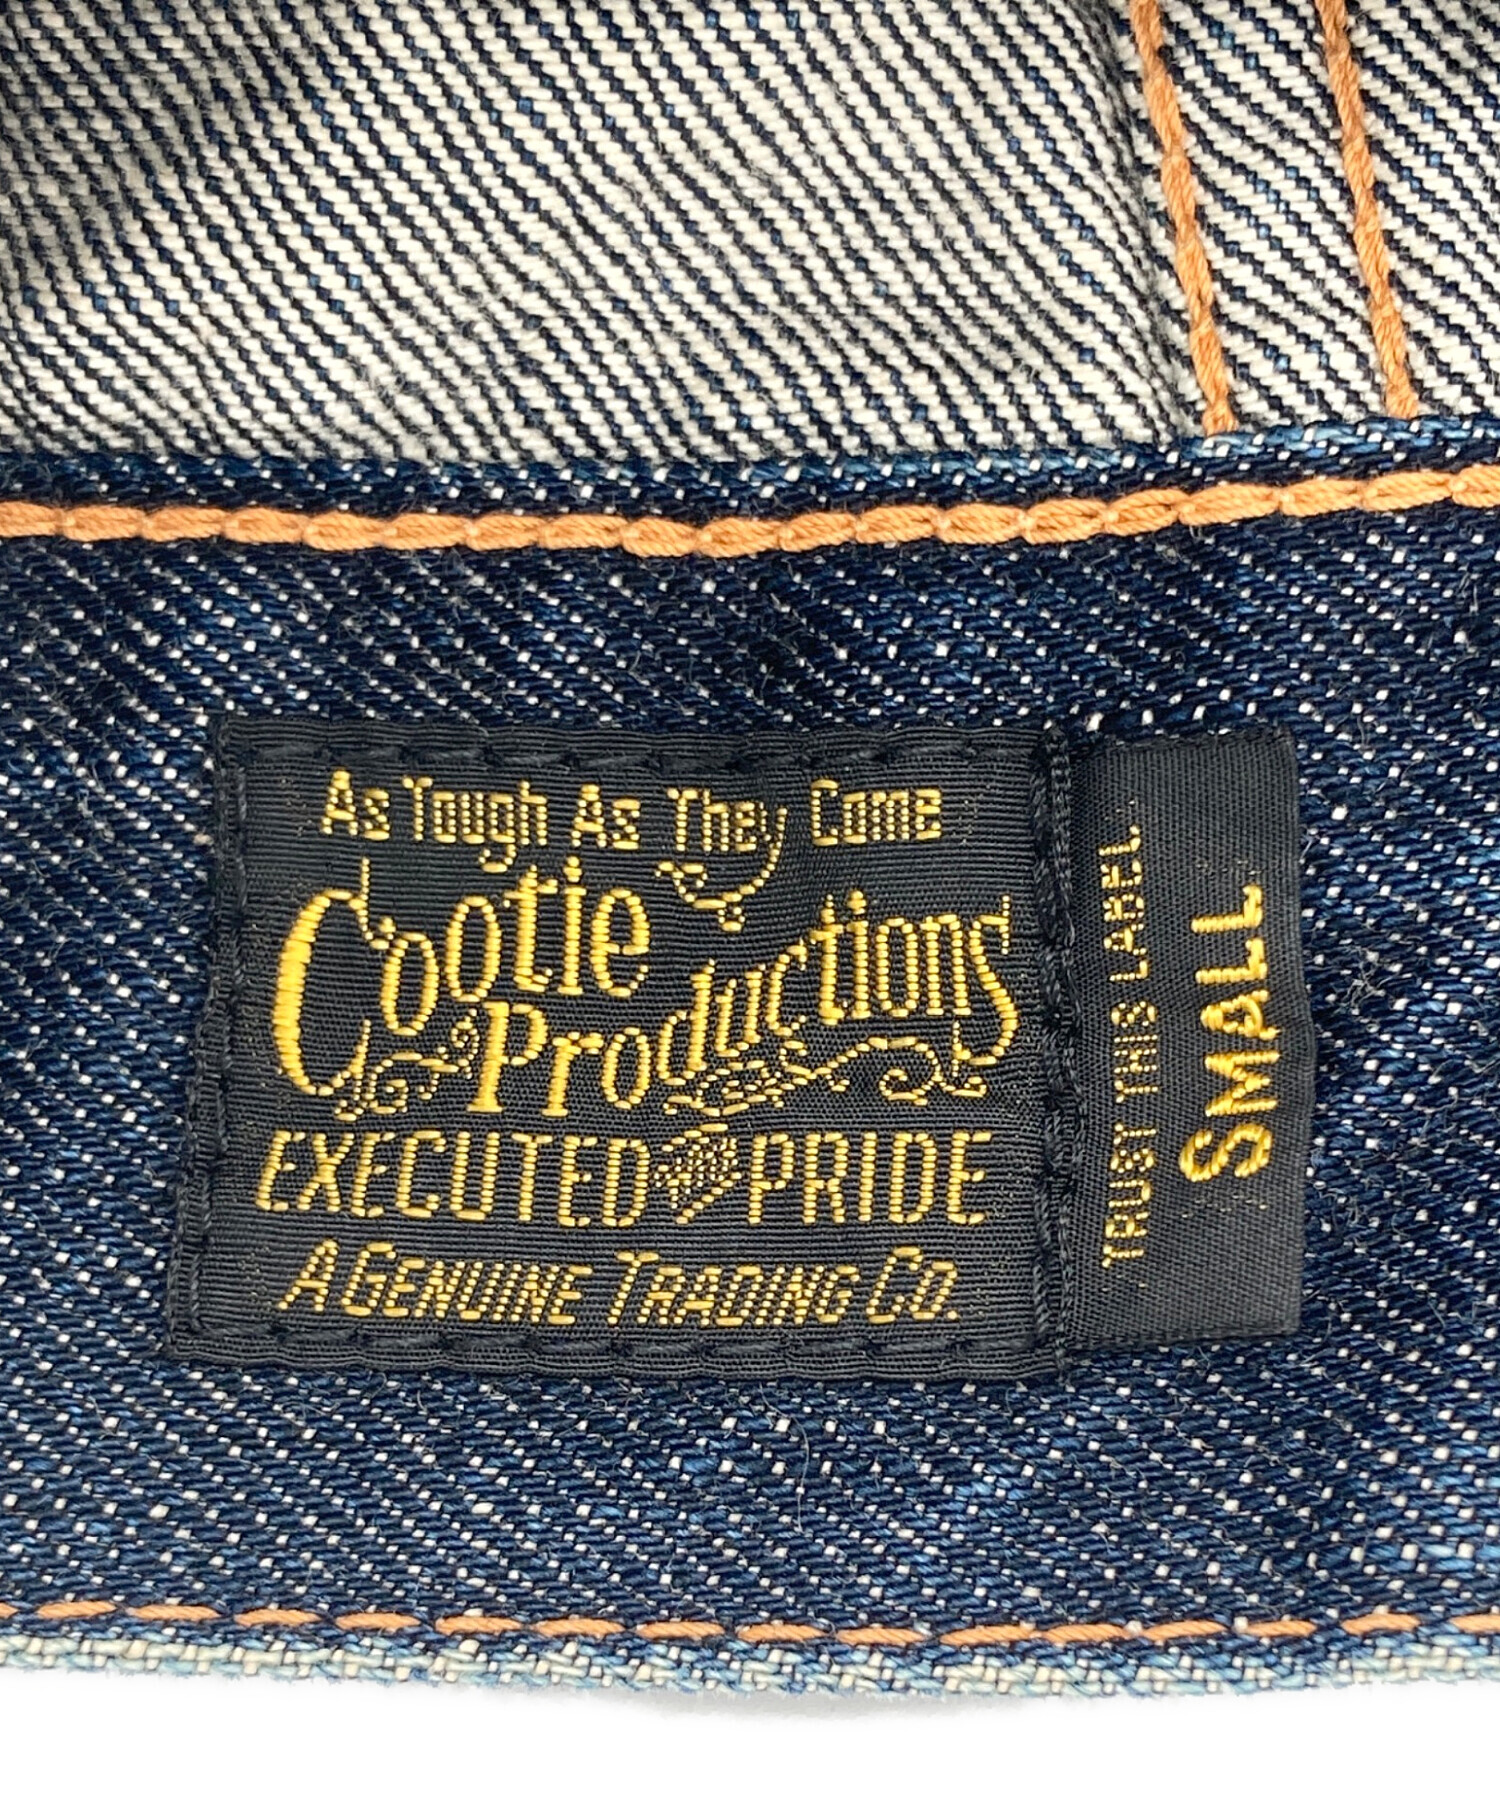 As Tough As They Come
Cootie
Productions
EXECUTED PRIDE
A GENUINE TRADING CO.
TRUST THIS LABEL
SMALL